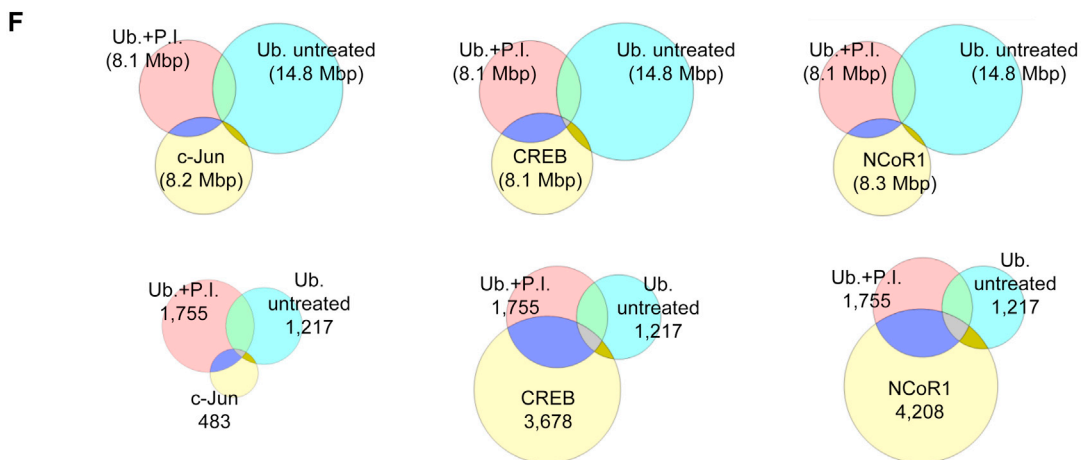 F
Ub.+P.I.
(8.1 Mbp)
Ub. untreated
(14.8 Mbp)
c-Jun
(8.2 Mbp)
Ub.+P.I.
(8.1 Mbp)
Ub. untreated
(14.8 Mbp)
CREB
(8.1 Mbp)
Ub.+P.I.
(8.1 Mbp)
Ub. untreated
(14.8 Mbp)
NCoR1
(8.3 Mbp)
Ub.+P.I.
1,755
Ub.
untreated
1,217
c-Jun
483
Ub.+P.I.
1,755
Ub.
untreated
1,217
CREB
3,678
Ub.+P.I.
1,755
Ub.
untreated
1,217
NCoR1
4,208